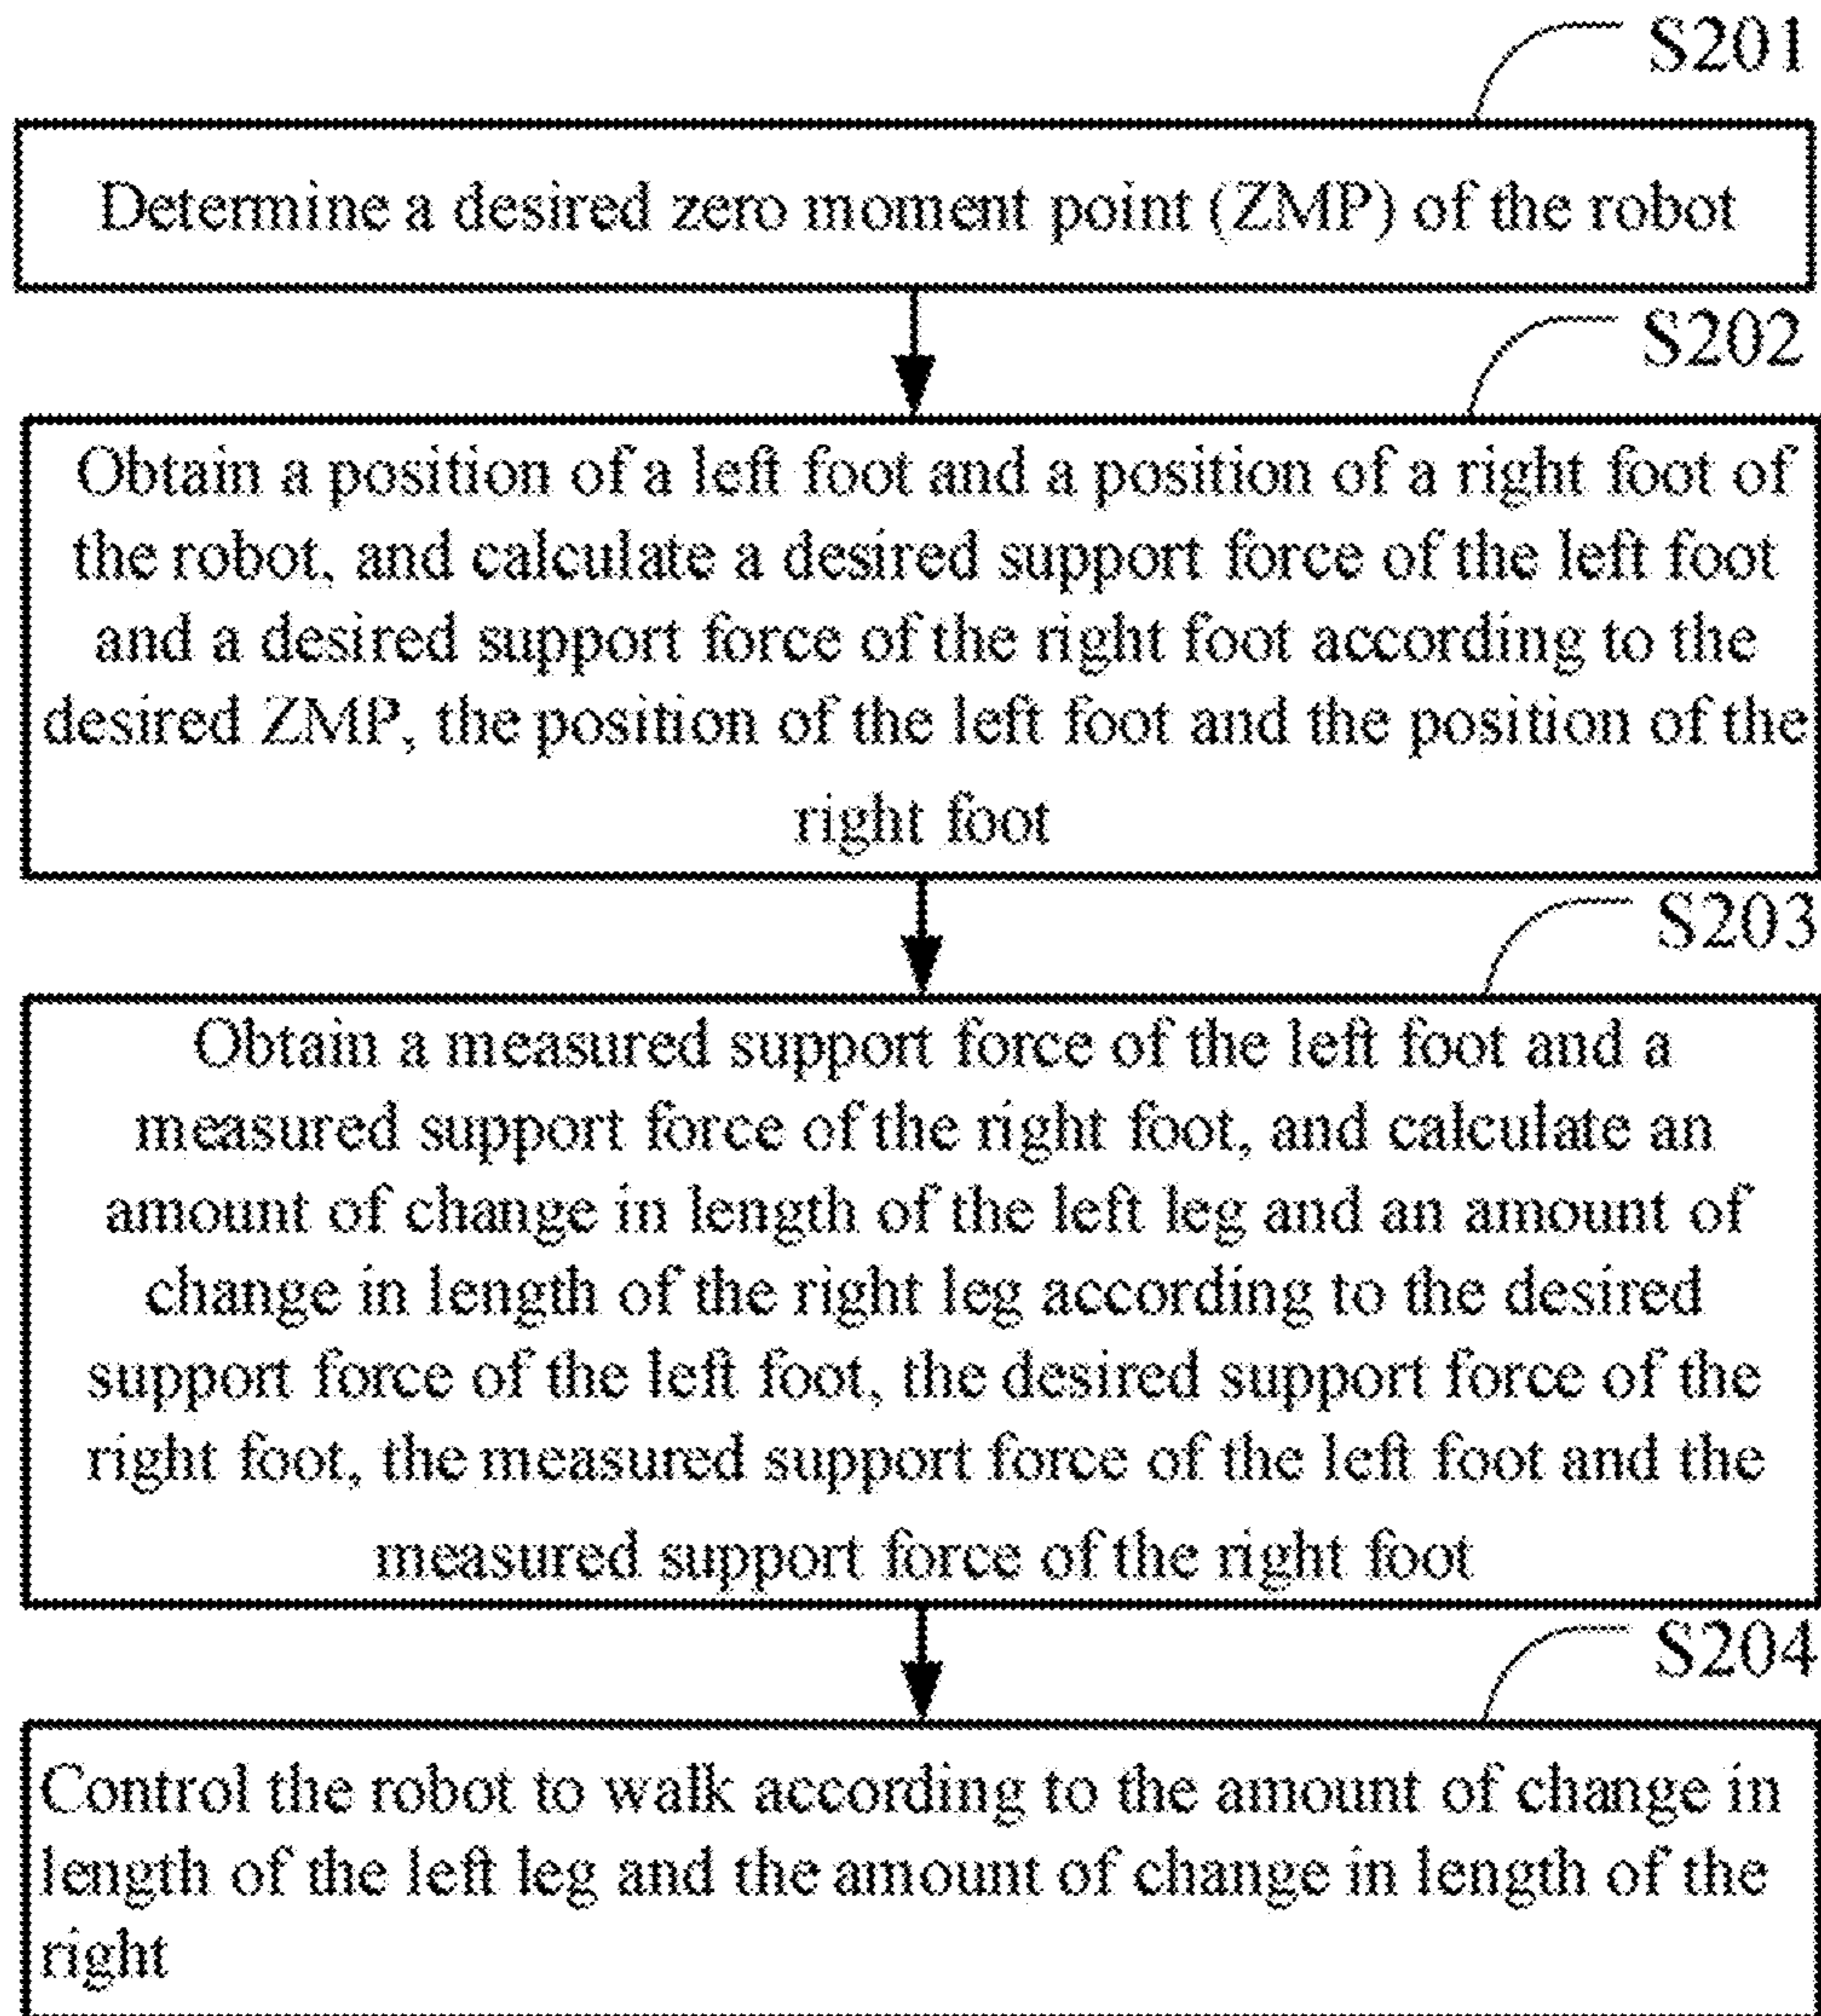 S201
Determine a desired zero moment point (ZMP) of the robot
S202
Obtain a position of a left foot and a position of a right foot of
the robot, and calculate a desired support force of the left foot
and a desired support force of the right foot according to the
desired ZMP, the position of the left foot and the position of the
right foot
S203
Obtain a measured support force of the left foot and a
measured support force of the right foot, and calculate an
amount of change in length of the left leg and an amount of
change in length of the right leg according to the desired
support force of the left foot, the desired support force of the
right foot, the measured support force of the left foot and the
measured support force of the right foot
S204
Control the robot to walk according to the amount of change in
length of the left leg and the amount of change in length of the
right